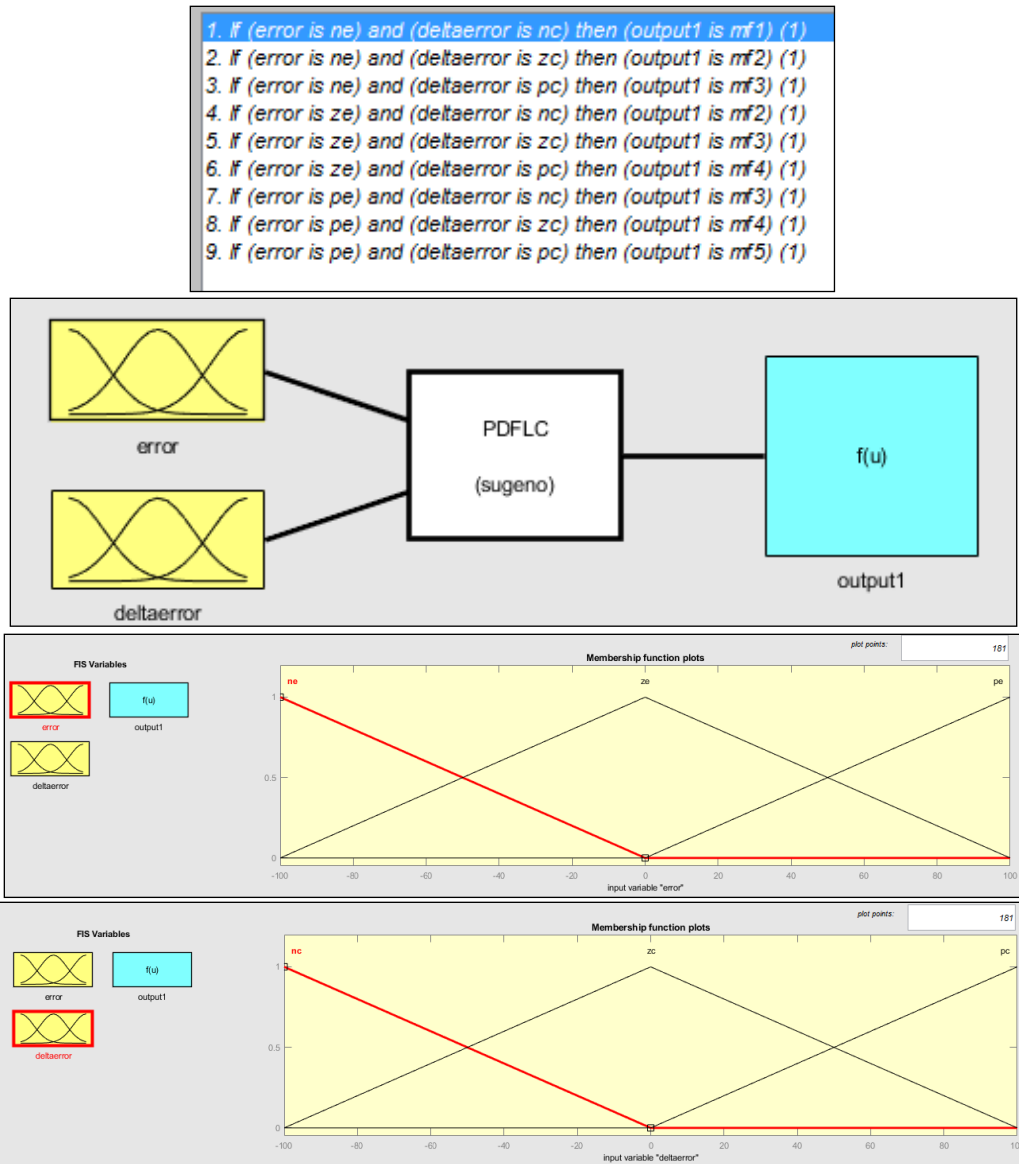 1. If (error is ne) and (deltaerror is nc) then (output1 is mf1) (1)
2. If (error is ne) and (deltaerror is zc) then (output1 is mf2) (1)
3. If (error is ne) and (deltaerror is pc) then (output1 is mf3) (1)
4. If (error is ze) and (deltaerror is nc) then (output1 is mf2) (1)
5. If (error is ze) and (deltaerror is zc) then (output1 is mf3) (1)
6. If (error is ze) and (deltaerror is pc) then (output1 is mf4) (1)
7. If (error is pe) and (deltaerror is nc) then (output1 is mf3) (1)
8. If (error is pe) and (deltaerror is zc) then (output1 is mf4) (1)
9. If (error is pe) and (deltaerror is pc) then (output1 is mf5) (1)
error
deltaerror
PDFLC
(sugeno)
f(u)
output1
FIS Variables
f(u)
error
output1
deltaerror
Membership function plots
plot points:
181
ne
ze
pe
1
0.5
0
-100 -80 -60 -40 -20 0 20 40 60 80 100
input variable "error"
FIS Variables
f(u)
error
output1
deltaerror
Membership function plots
plot points:
181
nc
zc
pc
1
0.5
0
-100 -80 -60 -40 -20 0 20 40 60 80 10
input variable "deltaerror"